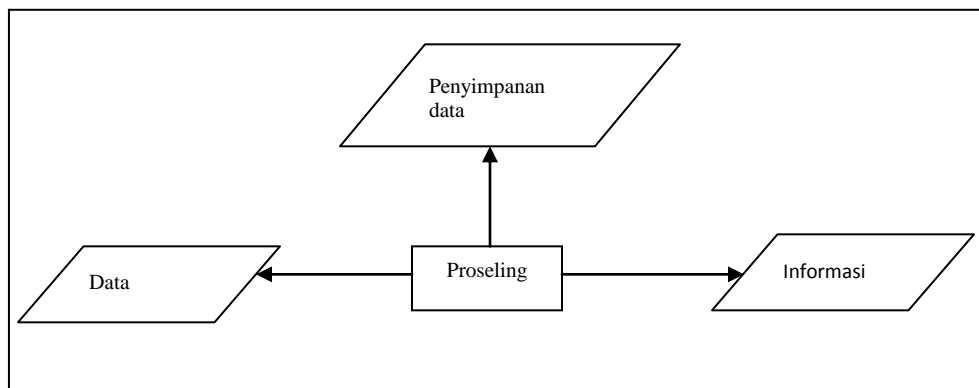 Penyimpanan
data
Data
Proseling
Informasi